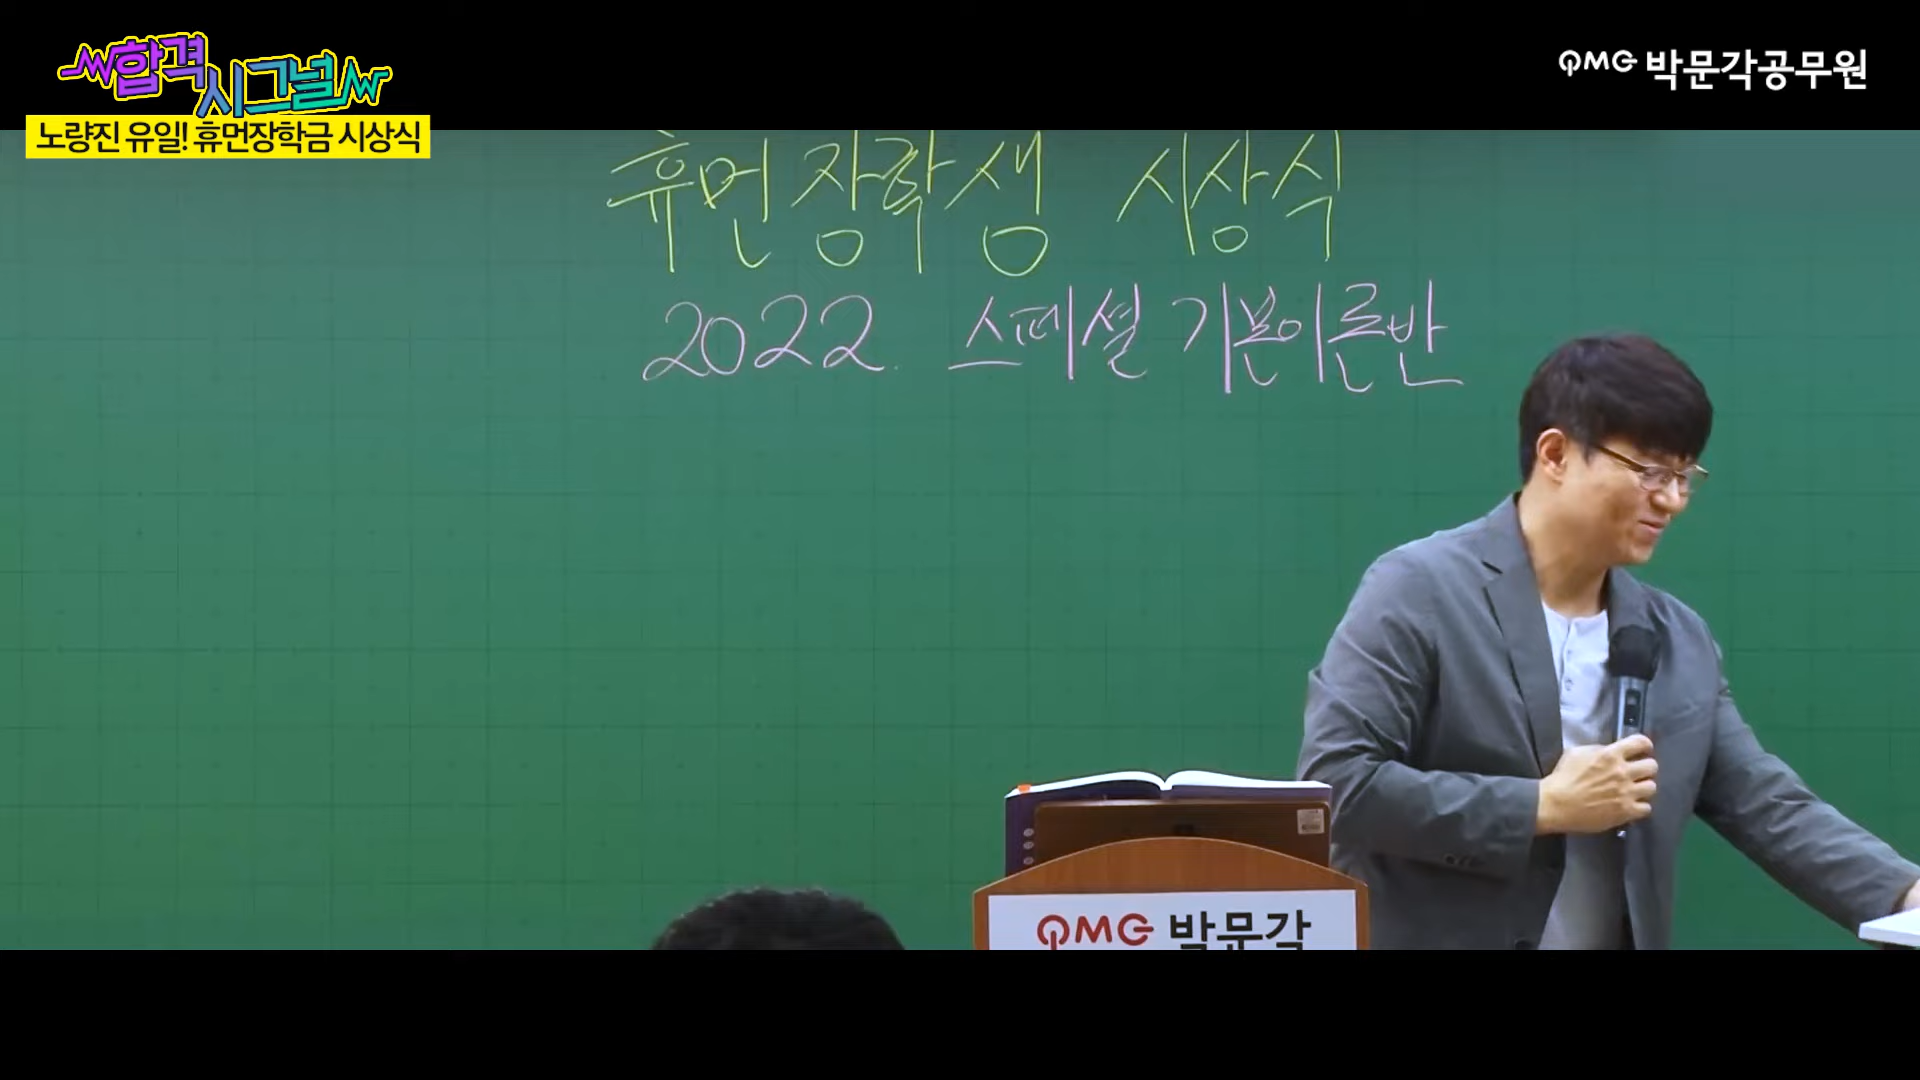 합격
시그널
노량진 유일! 휴먼장학금 시상식
PMG 박문각공무원
휴먼장학생 시상식
2022. 스페셜 기본이론반
PMG 박문각